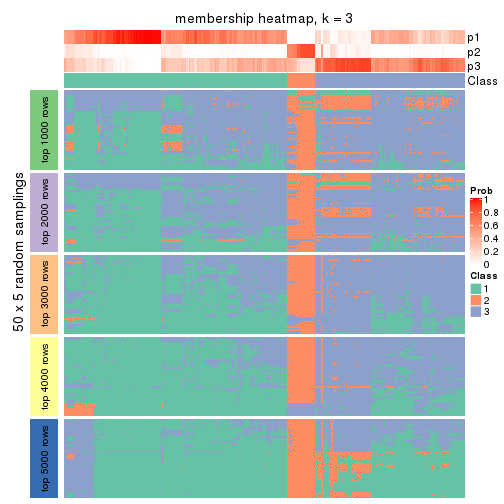 membership heatmap, k = 3
p1
p2
p3
Class
50 x 5 random samplings
top 1000 rows
top 2000 rows
top 3000 rows
top 4000 rows
top 5000 rows
Prob
1
0.8
0.6
0.4
0.2
0
Class
1
2
3